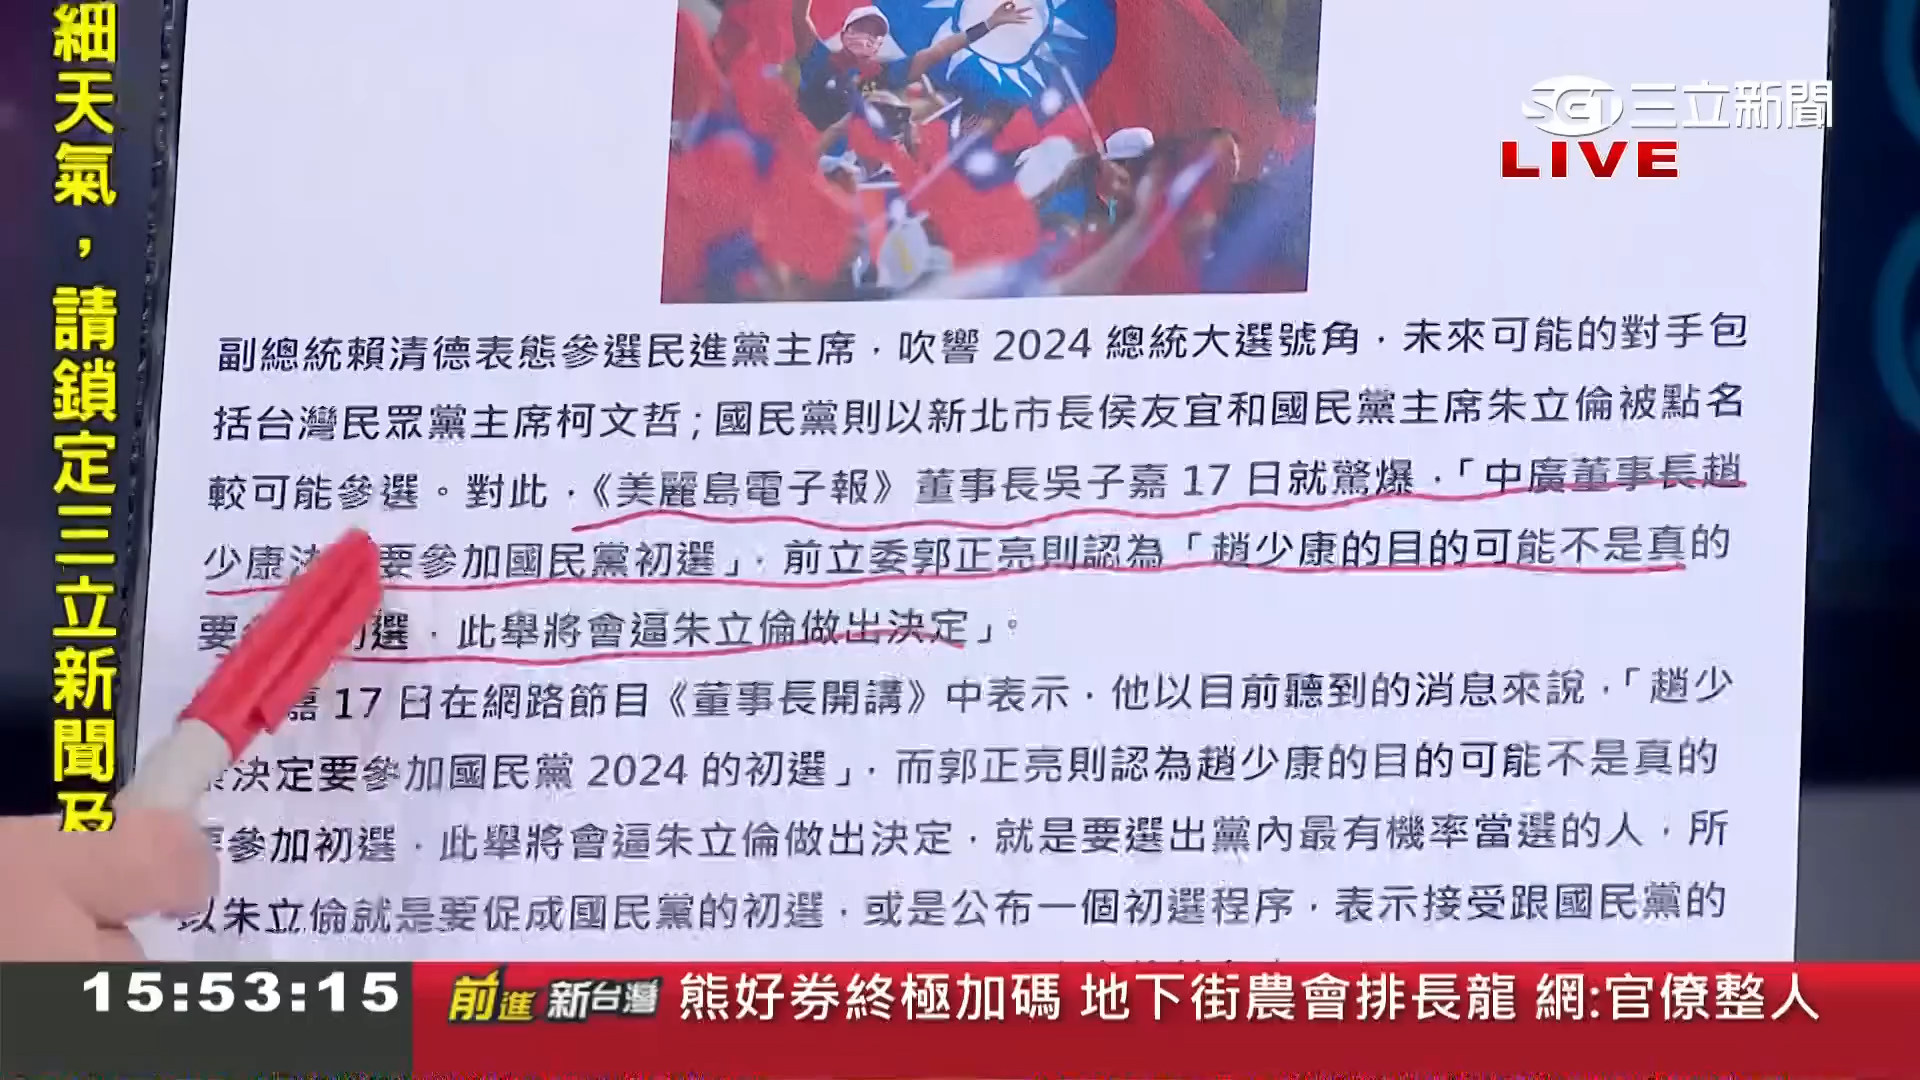 細天氣，請鎖定三立新聞及
SET三立新聞
LIVE
副總統賴清德表態參選民進黨主席，吹響 2024 總統大選號角，未來可能的對手包
括台灣民眾黨主席柯文哲；國民黨則以新北市長侯友宜和國民黨主席朱立倫被點名
較可能參選。對此，《美麗島電子報》董事長吳子嘉 17 日就驚爆，「中廣董事長趙
少康決 要參加國民黨初選」，前立委郭正亮則認為「趙少康的目的可能不是真的
要 初選，此舉將會逼朱立倫做出決定」。
嘉 17 日在網路節目《董事長開講》中表示，他以目前聽到的消息來說，「趙少
決定要參加國民黨 2024 的初選」，而郭正亮則認為趙少康的目的可能不是真的
參加初選，此舉將會逼朱立倫做出決定，就是要選出黨內最有機率當選的人，所
以朱立倫就是要促成國民黨的初選，或是公布一個初選程序，表示接受跟國民黨的
15:53:15
前進新台灣
熊好券終極加碼 地下街農會排長龍 網:官僚整人